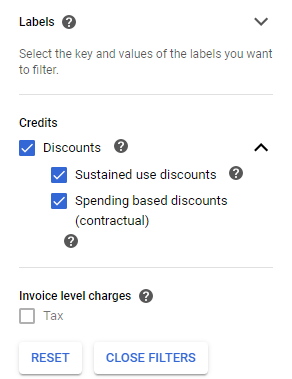 Labels
Select the key and values of the labels you want
to filter.
Credits
Discounts
Sustained use discounts
Spending based discounts
(contractual)
Invoice level charges
Tax
RESET CLOSE FILTERS